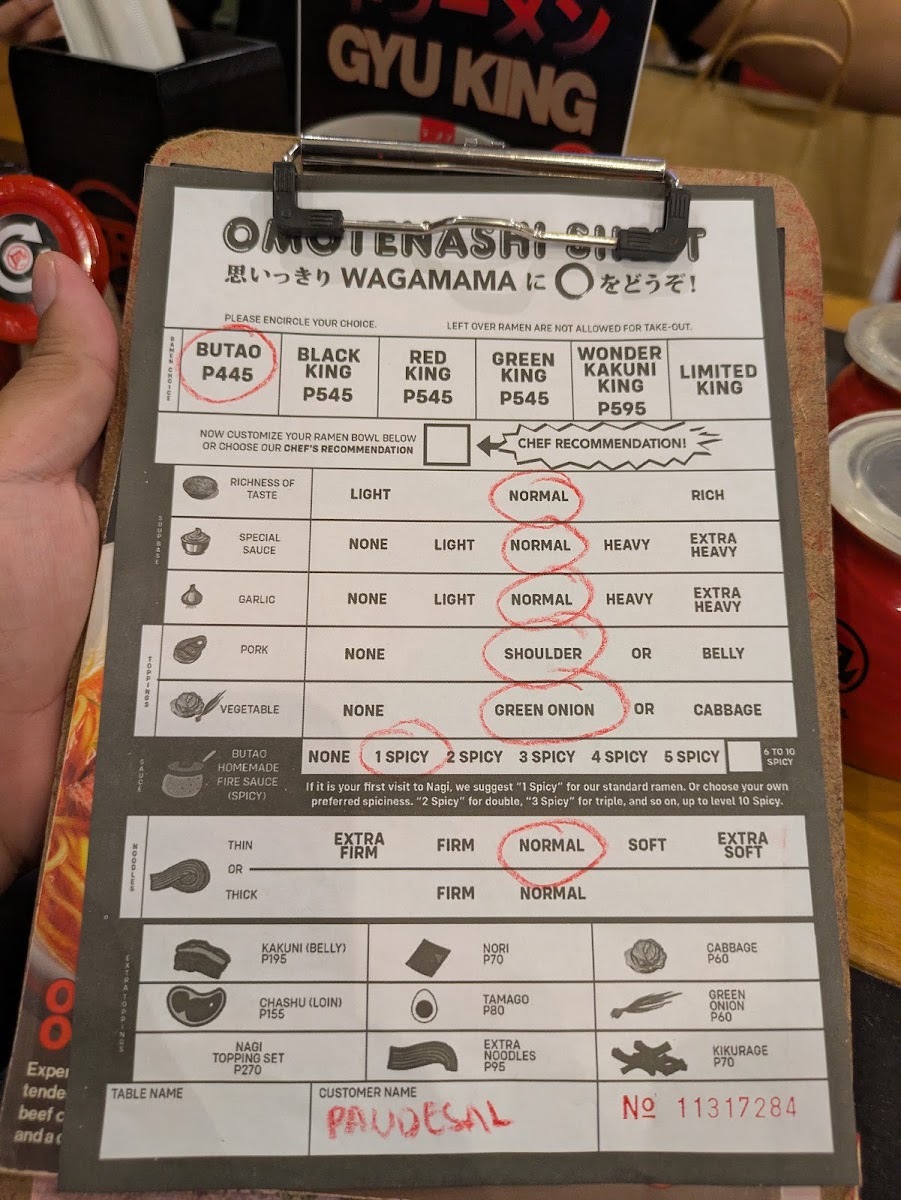 GYU KING
OMOTENASHI SHEET
思いっきり WAGAMAMA に ◯ をどうぞ!
PLEASE ENCIRCLE YOUR CHOICE. LEFT OVER RAMEN ARE NOT ALLOWED FOR TAKE-OUT.
RAMEN CHOICE
BUTAO
P445
BLACK
KING
P545
RED
KING
P545
GREEN
KING
P545
WONDER
KAKUNI
KING
P595
LIMITED
KING
NOW CUSTOMIZE YOUR RAMEN BOWL BELOW
OR CHOOSE OUR CHEF'S RECOMMENDATION
CHEF RECOMMENDATION!
SOUP BASE
RICHNESS OF
TASTE
LIGHT NORMAL RICH
SPECIAL
SAUCE
NONE LIGHT NORMAL HEAVY EXTRA
HEAVY
GARLIC
NONE LIGHT NORMAL HEAVY EXTRA
HEAVY
TOPPINGS
PORK NONE SHOULDER OR BELLY
VEGETABLE NONE GREEN ONION OR CABBAGE
SAUCE
BUTAO
HOMEMADE
FIRE SAUCE
(SPICY)
NONE 1 SPICY 2 SPICY 3 SPICY 4 SPICY 5 SPICY 6 TO 10
SPICY
If it is your first visit to Nagi, we suggest "1 Spicy" for our standard ramen. Or choose your own
preferred spiciness. "2 Spicy" for double, "3 Spicy" for triple, and so on, up to level 10 Spicy.
NOODLES
THIN EXTRA
FIRM FIRM NORMAL SOFT EXTRA
SOFT
OR
THICK FIRM NORMAL
EXTRA TOPPINGS
KAKUNI (BELLY)
P195
NORI
P70
CABBAGE
P60
CHASHU (LOIN)
P155
TAMAGO
P80
GREEN
ONION
P60
NAGI
TOPPING SET
P270
EXTRA
NOODLES
P95
KIKURAGE
P70
TABLE NAME
CUSTOMER NAME
PAUDESAL
Nº 11317284
O
O
Exper
tende
beef c
and a c